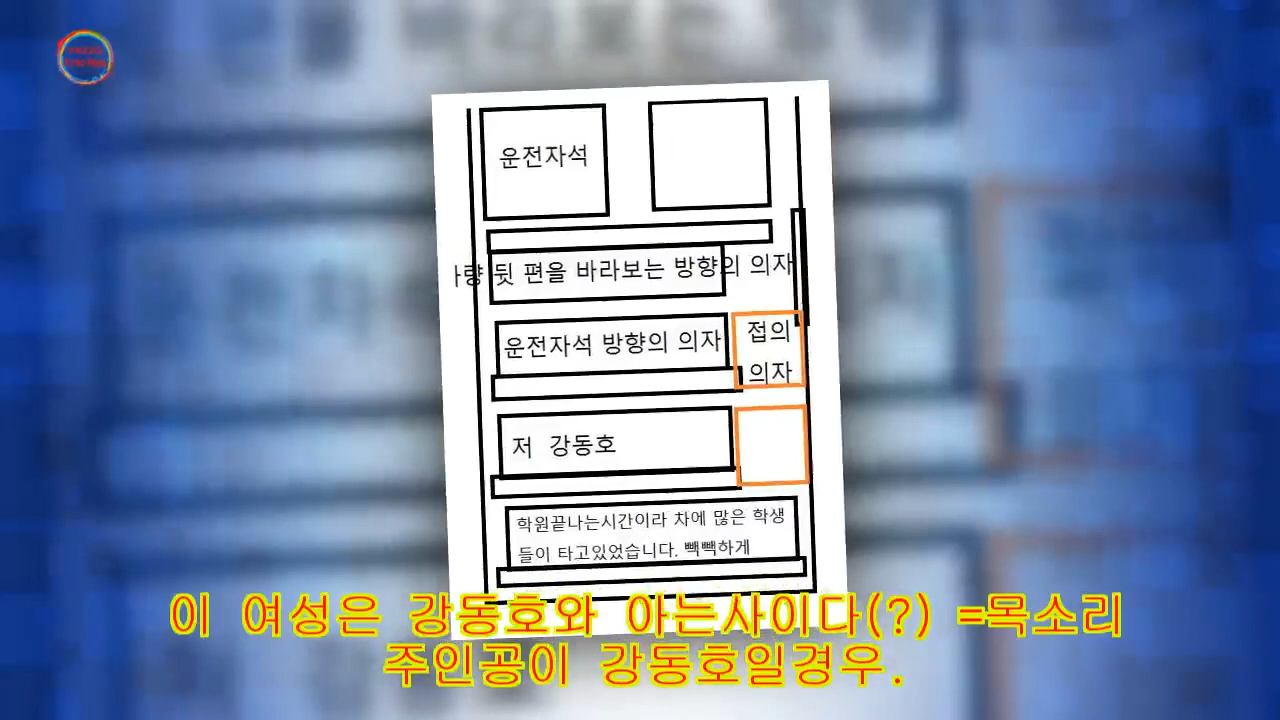 운전자석
뒷 편을 바라보는 방향의 의자
운전자석 방향의 의자
접의
의자
저 강동호
학원끝나는시간이라 차에 많은 학생
들이 타고있었습니다. 빽빽하게
이 여성은 강동호와 아는사이다(?) =목소리
주인공이 강동호일경우.